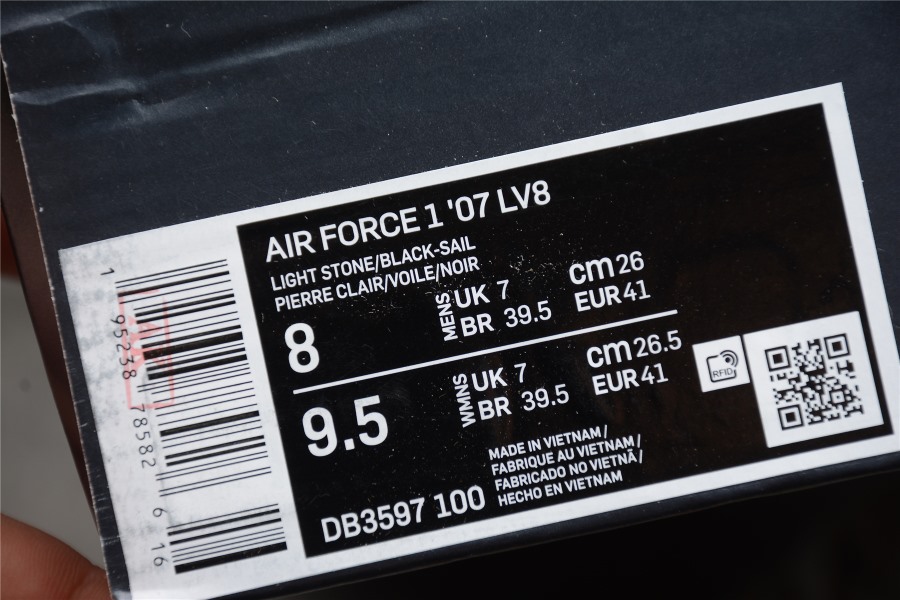 AIR FORCE 1 '07 LV8
LIGHT STONE/BLACK-SAIL
PIERRE CLAIR/VOILE/NOIR
8
MENS
UK 7
BR 39.5
cm 26
EUR 41
9.5
WMNS
UK 7
BR 39.5
cm 26.5
EUR 41
RFID
MADE IN VIETNAM/
FABRIQUE AU VIETNAM/
FABRICADO NO VIETNÃ/
HECHO EN VIETNAM
DB3597 100
1 95238 78582 6 16